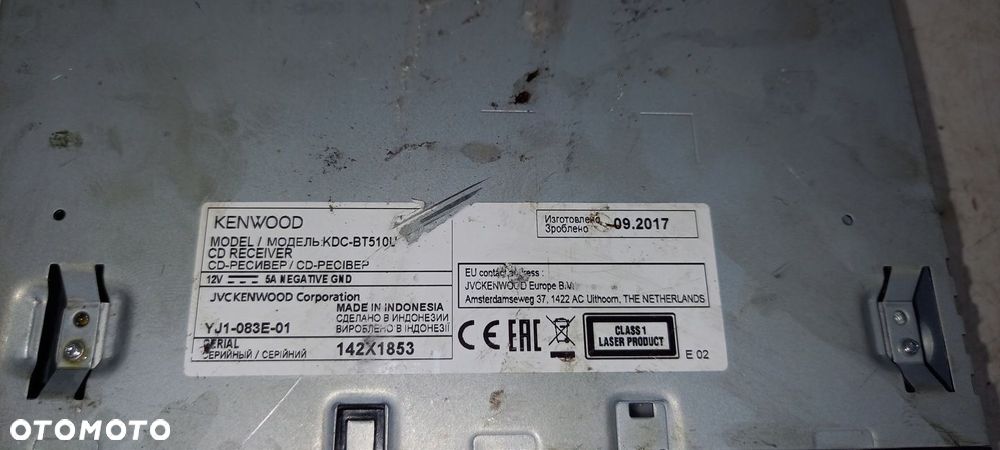 KENWOOD
MODEL / МОДЕЛЬ:KDC-BT510U
CD RECEIVER
CD-РЕСИВЕР / CD-РЕСІВЕР
12V 5A NEGATIVE GND
JVCKENWOOD Corporation
MADE IN INDONESIA
СДЕЛАНО В ИНДОНЕЗИИ
YJ1-083E-01
ВИРОБЛЕНО В ІНДОНЕЗІЇ
SERIAL
СЕРИЙНЫЙ / СЕРІЙНИЙ
142X1853
Изготовлено
Зроблено
09.2017
EU contact address :
JVCKENWOOD Europe B.V.
Amsterdamseweg 37, 1422 AC Uithoorn, THE NETHERLANDS
CE EAC
CLASS 1
LASER PRODUCT
E 02
OTOMOTO